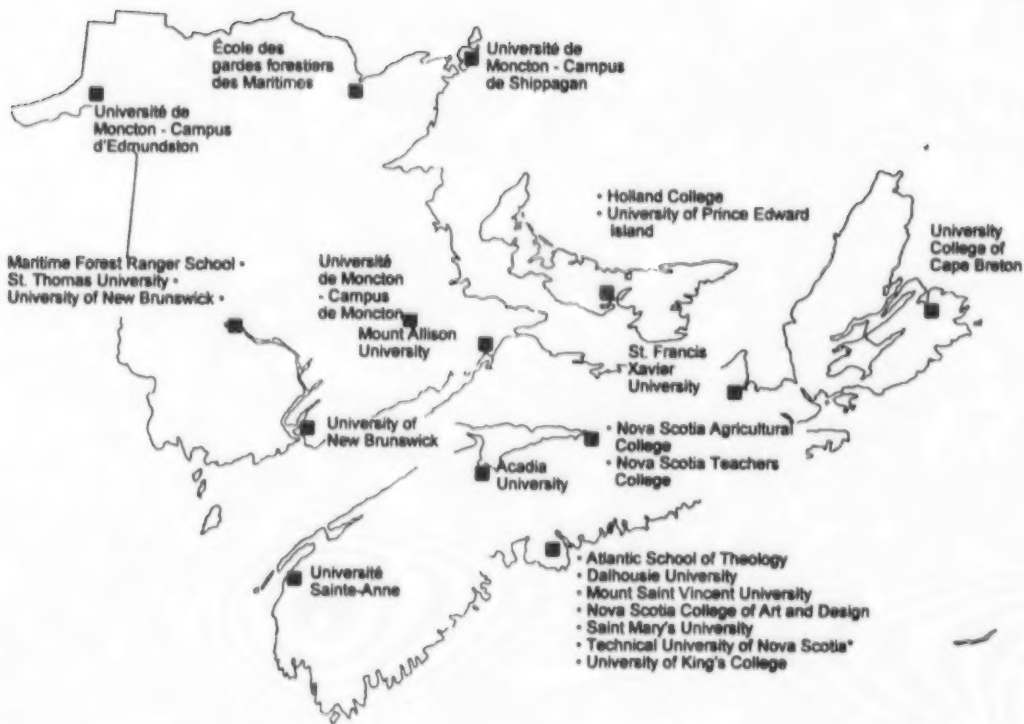 École des
gardes forestiers
des Maritimes
Université de
Moncton - Campus
de Shippagan
Université de
Moncton - Campus
d'Edmundston
• Holland College
• University of Prince Edward
Island
University
College of
Cape Breton
Maritime Forest Ranger School •
St. Thomas University •
University of New Brunswick •
Université
de Moncton
- Campus
de Moncton
Mount Allison
University
St. Francis
Xavier
University
University of
New Brunswick
• Nova Scotia Agricultural
College
• Nova Scotia Teachers
College
Acadia
University
Université
Sainte-Anne
• Atlantic School of Theology
• Dalhousie University
• Mount Saint Vincent University
• Nova Scotia College of Art and Design
• Saint Mary's University
• Technical University of Nova Scotia*
• University of King's College